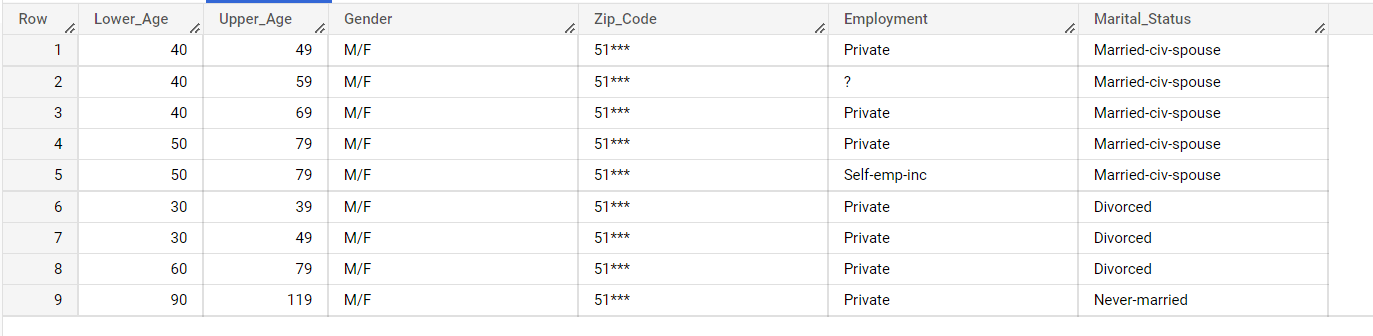 Row Lower_Age Upper_Age Gender Zip_Code Employment Marital_Status
1 40 49 M/F 51*** Private Married-civ-spouse
2 40 59 M/F 51*** ? Married-civ-spouse
3 40 69 M/F 51*** Private Married-civ-spouse
4 50 79 M/F 51*** Private Married-civ-spouse
5 50 79 M/F 51*** Self-emp-inc Married-civ-spouse
6 30 39 M/F 51*** Private Divorced
7 30 49 M/F 51*** Private Divorced
8 60 79 M/F 51*** Private Divorced
9 90 119 M/F 51*** Private Never-married